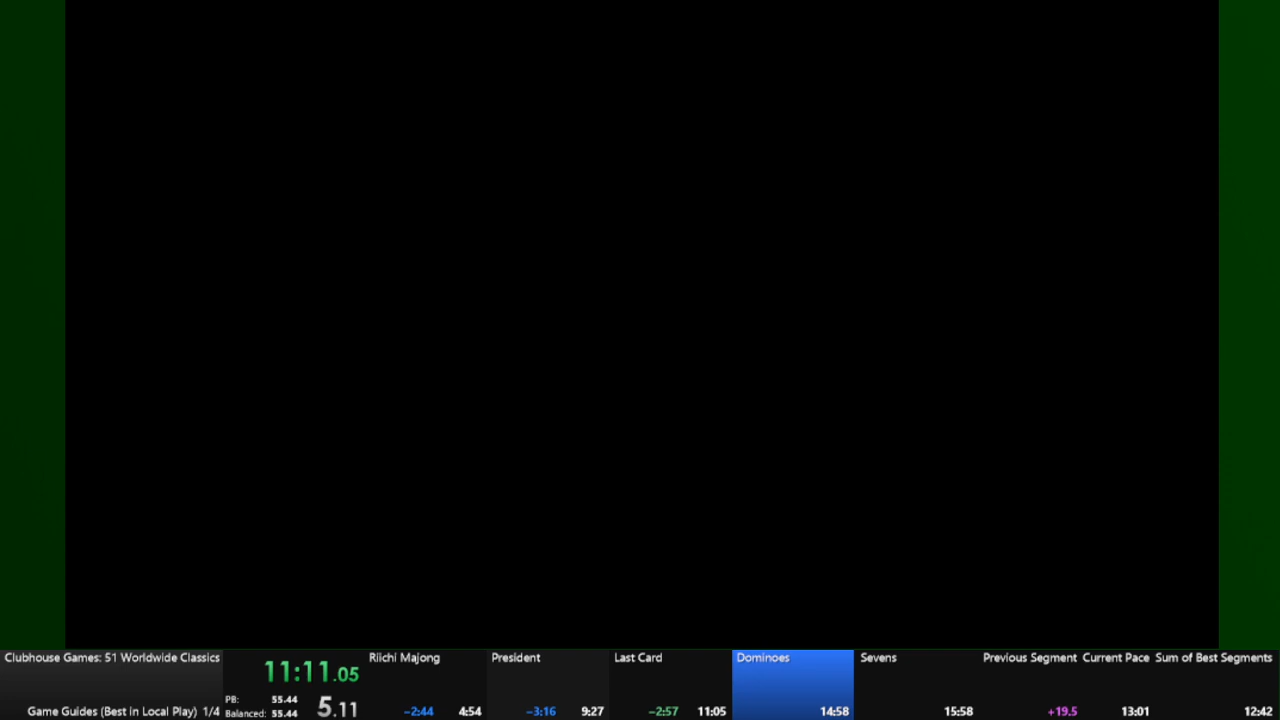 Clubhouse Games: 51 Worldwide Classics
Game Guides (Best in Local Play) 1/4
11:11.05
PB: 55.44
Balanced: 55.44
5.11
Riichi Majong
−2:44 4:54
President
−3:16 9:27
Last Card
−2:57 11:05
Dominoes
14:58
Sevens
15:58
Previous Segment
+19.5
Current Pace
13:01
Sum of Best Segments
12:42